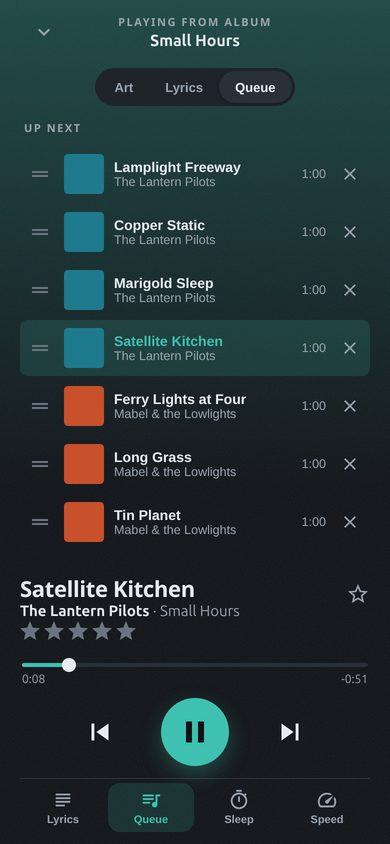 PLAYING FROM ALBUM
Small Hours
Art Lyrics Queue
UP NEXT
Lamplight Freeway
The Lantern Pilots
1:00
Copper Static
The Lantern Pilots
1:00
Marigold Sleep
The Lantern Pilots
1:00
Satellite Kitchen
The Lantern Pilots
1:00
Ferry Lights at Four
Mabel & the Lowlights
1:00
Long Grass
Mabel & the Lowlights
1:00
Tin Planet
Mabel & the Lowlights
1:00
Satellite Kitchen
The Lantern Pilots · Small Hours
0:08 -0:51
Lyrics Queue Sleep Speed